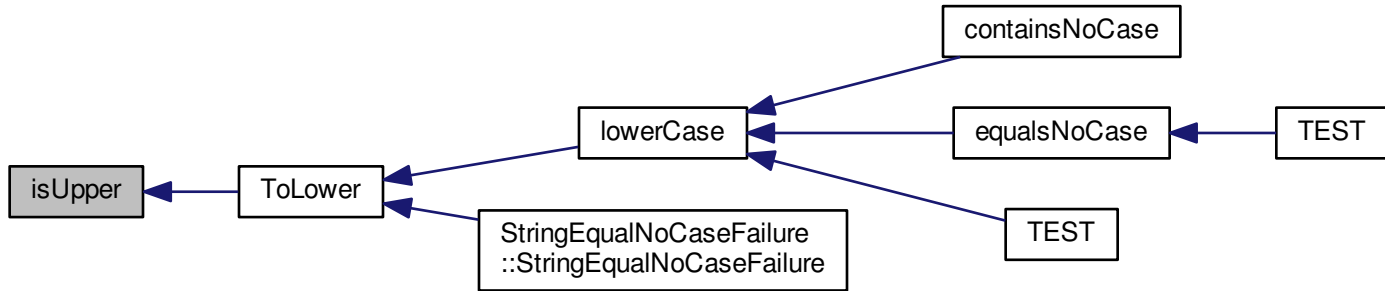 containsNoCase
lowerCase
equalsNoCase
TEST
isUpper
ToLower
StringEqualNoCaseFailure
::StringEqualNoCaseFailure
TEST